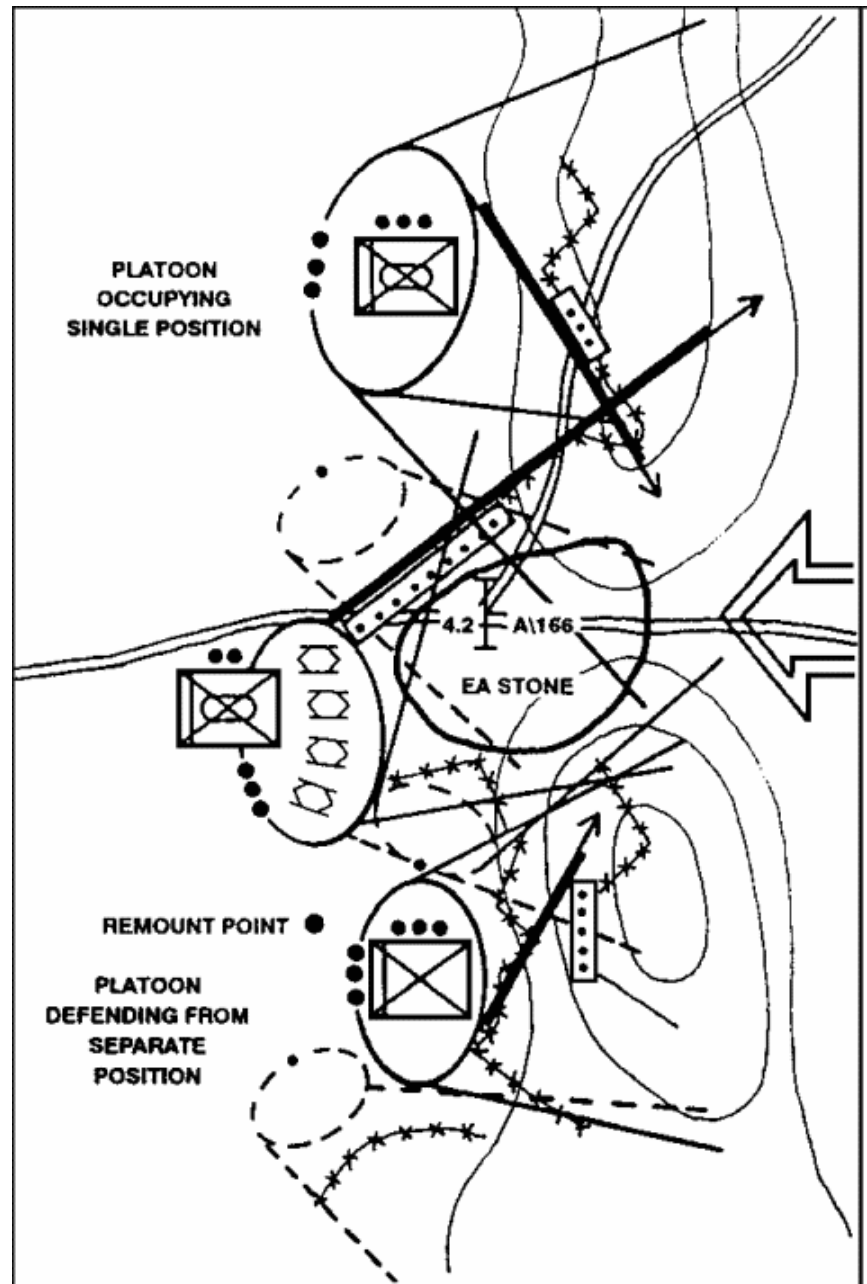 PLATOON
OCCUPYING
SINGLE POSITION
4.2 A\166
EA STONE
REMOUNT POINT
PLATOON
DEFENDING FROM
SEPARATE
POSITION